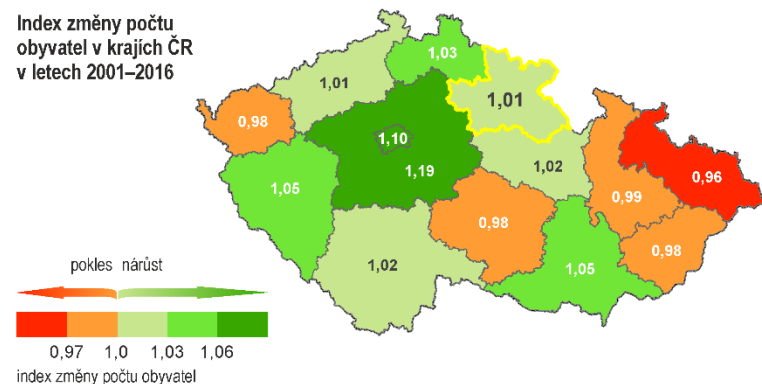 Index změny počtu
obyvatel v krajích ČR
v letech 2001–2016
1,03
1,01
1,01
0,98
1,10
1,02
1,19
0,96
1,05
0,99
0,98
0,98
1,02
1,05
pokles nárůst
0,97 1,0 1,03 1,06
index změny počtu obyvatel